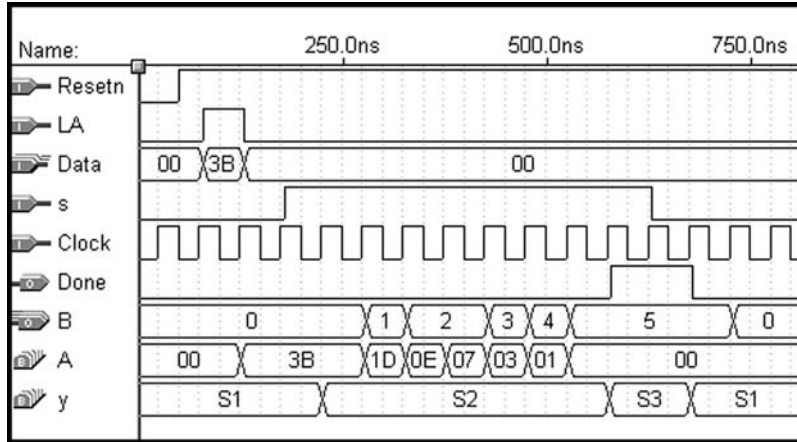 Name: 250.0ns 500.0ns 750.0ns
Resetn
LA
Data 00 3B 00
s
Clock
Done
B 0 1 2 3 4 5 0
A 00 3B 1D 0E 07 03 01 00
y S1 S2 S3 S1